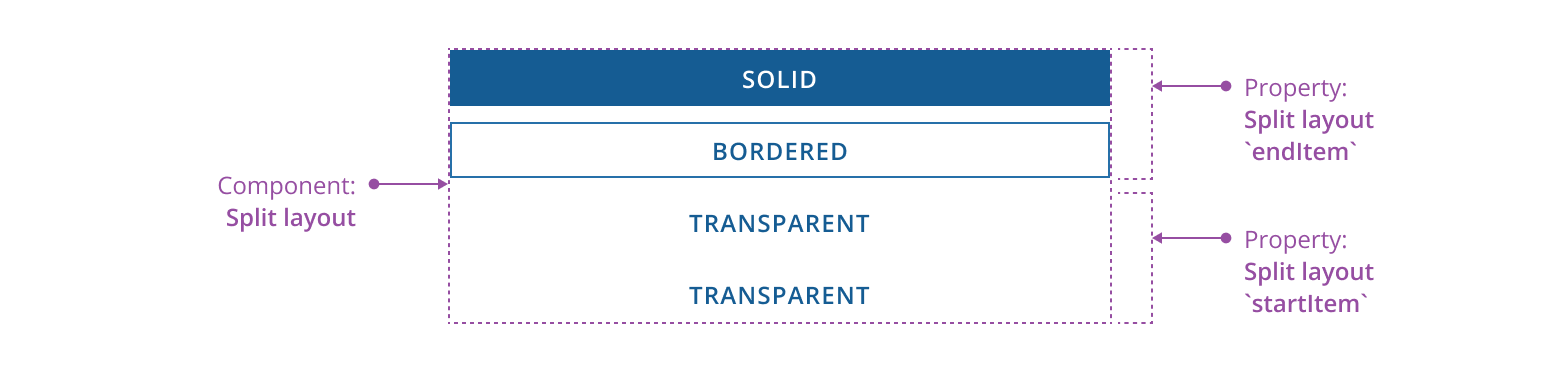 SOLID
BORDERED
TRANSPARENT
TRANSPARENT
Component:
Split layout
Property:
Split layout
`endItem`
Property:
Split layout
`startItem`